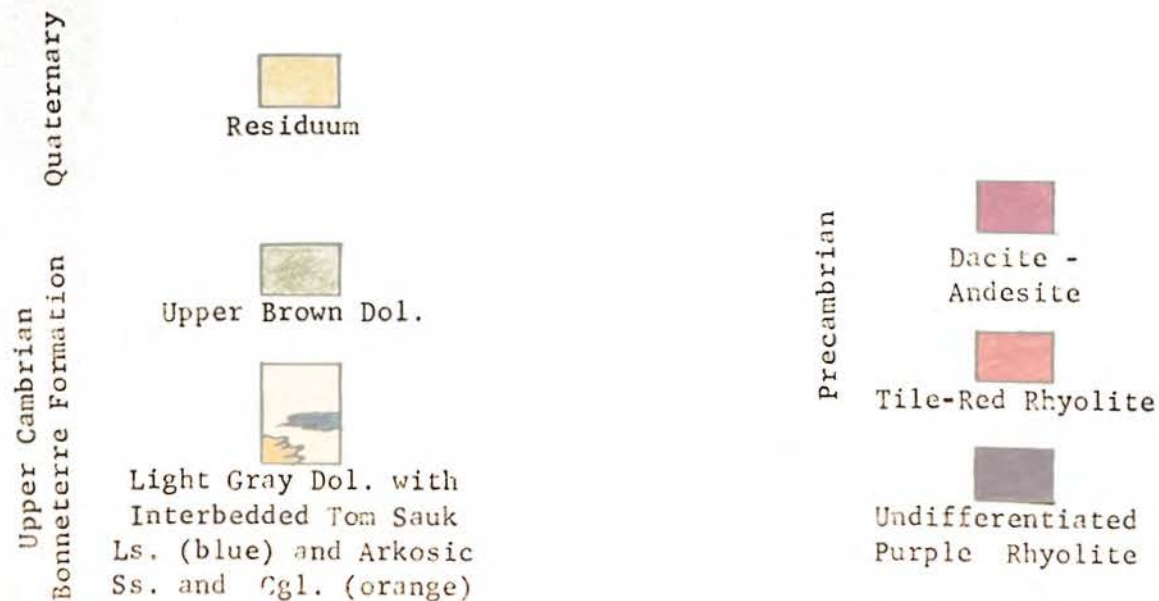 Quaternary
Residuum
Upper Cambrian
Bonneterre Formation
Upper Brown Dol.
Light Gray Dol. with
Interbedded Tom Sauk
Ls. (blue) and Arkosic
Ss. and Cgl. (orange)
Precambrian
Dacite -
Andesite
Tile-Red Rhyolite
Undifferentiated
Purple Rhyolite